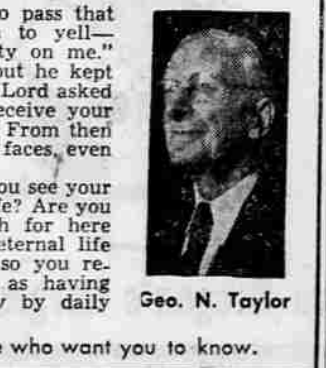 o pass that
to yell—
ty on me."
out he kept
Lord asked
eceive your
From then
faces, even
ou see your
fe? Are you
h for here
eternal life
so you re-
as having
y by daily
Geo. N. Taylor
e who want you to know.